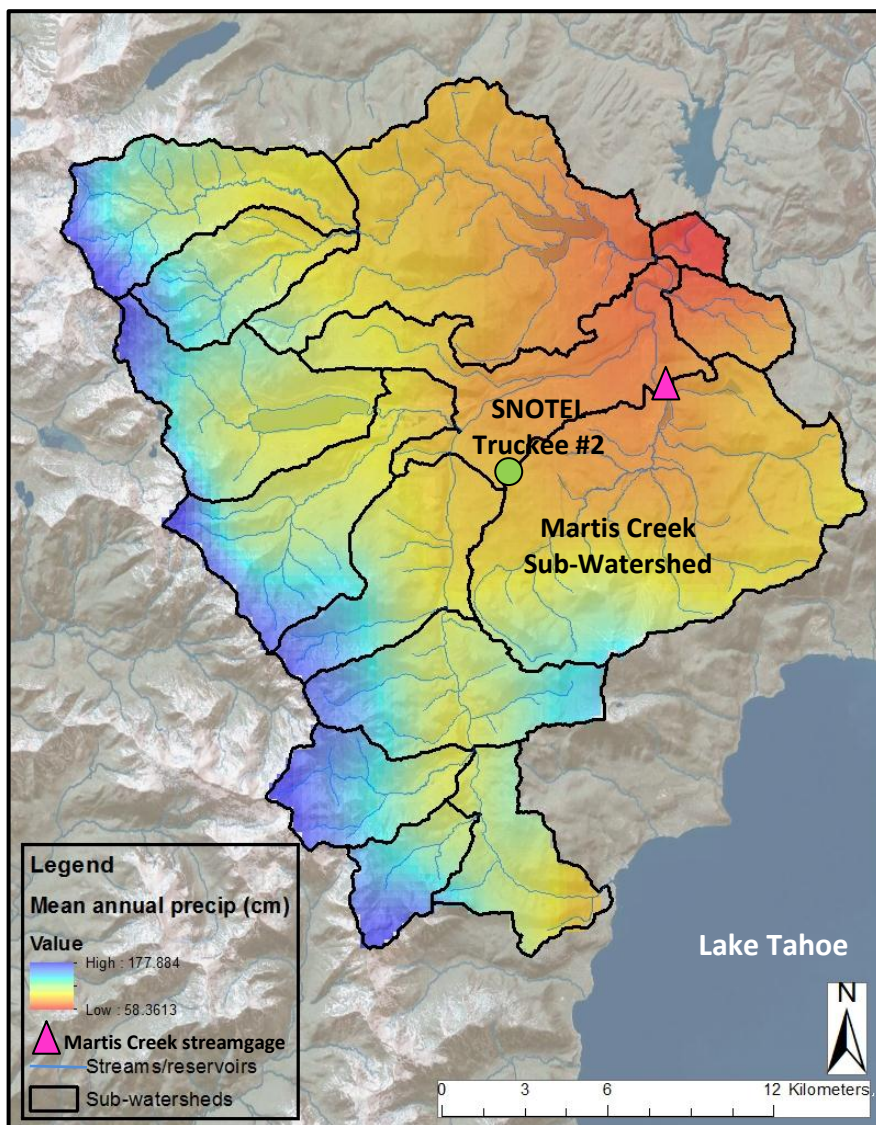 SNOTEL
Truckee #2
Martis Creek
Sub-Watershed
Lake Tahoe
Legend
Mean annual precip (cm)
Value
High : 177.884
Low : 58.3613
Martis Creek streamgage
Streams/reservoirs
Sub-watersheds
N
0 3 6 12 Kilometers